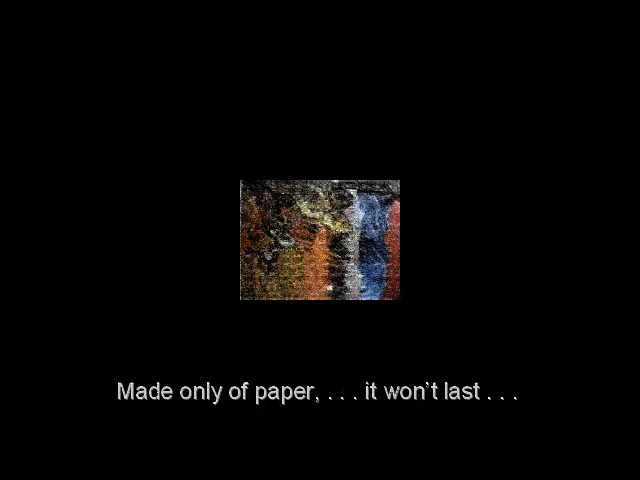 Made only of paper, . . . it won’t last . . .